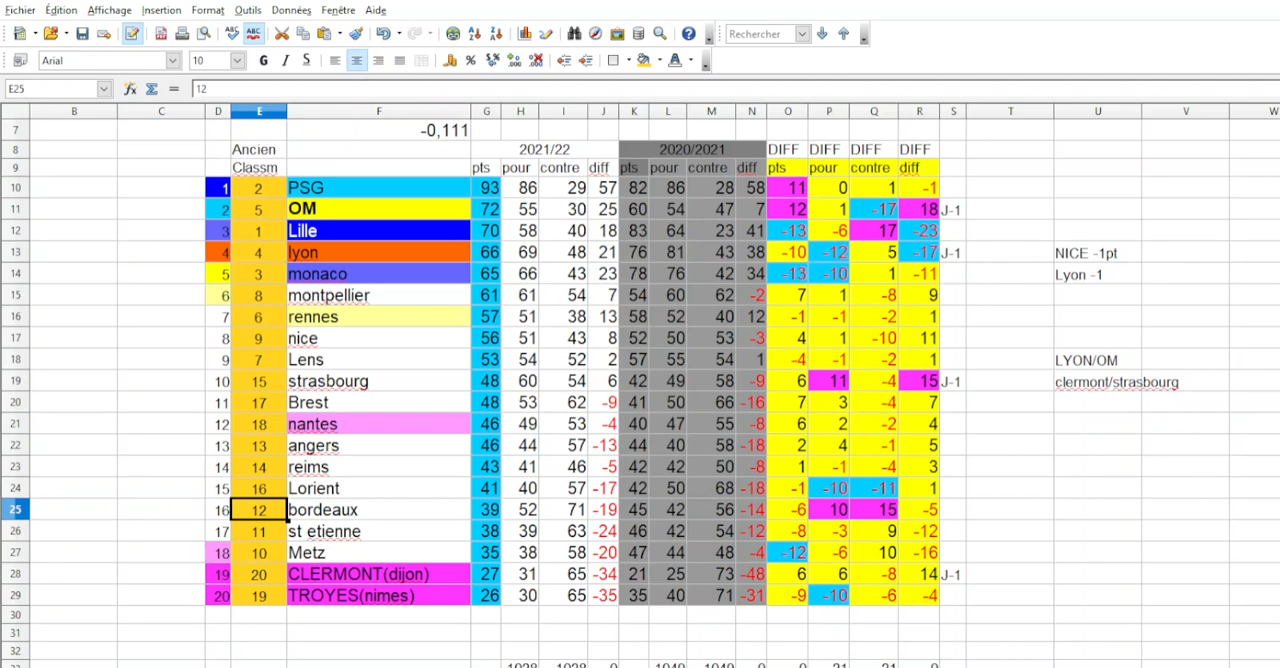 Fichier Édition Affichage Insertion Format Outils Données Fenêtre Aide
Rechercher
Arial 10 G I S
E25 12
B C D E F G H I J K L M N O P Q R S T U V W
7 -0,111
8 Ancien 2021/22 2020/2021 DIFF DIFF DIFF DIFF
9 Classm pts pour contre diff pts pour contre diff pts pour contre diff
10 1 2 PSG 93 86 29 57 82 86 28 58 11 0 1 -1
11 2 5 OM 72 55 30 25 60 54 47 7 12 1 -17 18 J-1
12 3 1 Lille 70 58 40 18 83 64 23 41 -13 -6 17 -23
13 4 4 lyon 66 69 48 21 76 81 43 38 -10 -12 5 -17 J-1 NICE -1pt
14 5 3 monaco 65 66 43 23 78 76 42 34 -13 -10 1 -11 Lyon -1
15 6 8 montpellier 61 61 54 7 54 60 62 -2 7 1 -8 9
16 7 6 rennes 57 51 38 13 58 52 40 12 -1 -1 -2 1
17 8 9 nice 56 51 43 8 52 50 53 -3 4 1 -10 11
18 9 7 Lens 53 54 52 2 57 55 54 1 -4 -1 -2 1 LYON/OM
19 10 15 strasbourg 48 60 54 6 42 49 58 -9 6 11 -4 15 J-1 clermont/strasbourg
20 11 17 Brest 48 53 62 -9 41 50 66 -16 7 3 -4 7
21 12 18 nantes 46 49 53 -4 40 47 55 -8 6 2 -2 4
22 13 13 angers 46 44 57 -13 44 40 58 -18 2 4 -1 5
23 14 14 reims 43 41 46 -5 42 42 50 -8 1 -1 -4 3
24 15 16 Lorient 41 40 57 -17 42 50 68 -18 -1 -10 -11 1
25 16 12 bordeaux 39 52 71 -19 45 42 56 -14 -6 10 15 -5
26 17 11 st etienne 38 39 63 -24 46 42 54 -12 -8 -3 9 -12
27 18 10 Metz 35 38 58 -20 47 44 48 -4 -12 -6 10 -16
28 19 20 CLERMONT(dijon) 27 31 65 -34 21 25 73 -48 6 6 -8 14 J-1
29 20 19 TROYES(nimes) 26 30 65 -35 35 40 71 -31 -9 -10 -6 -4
30
31
32